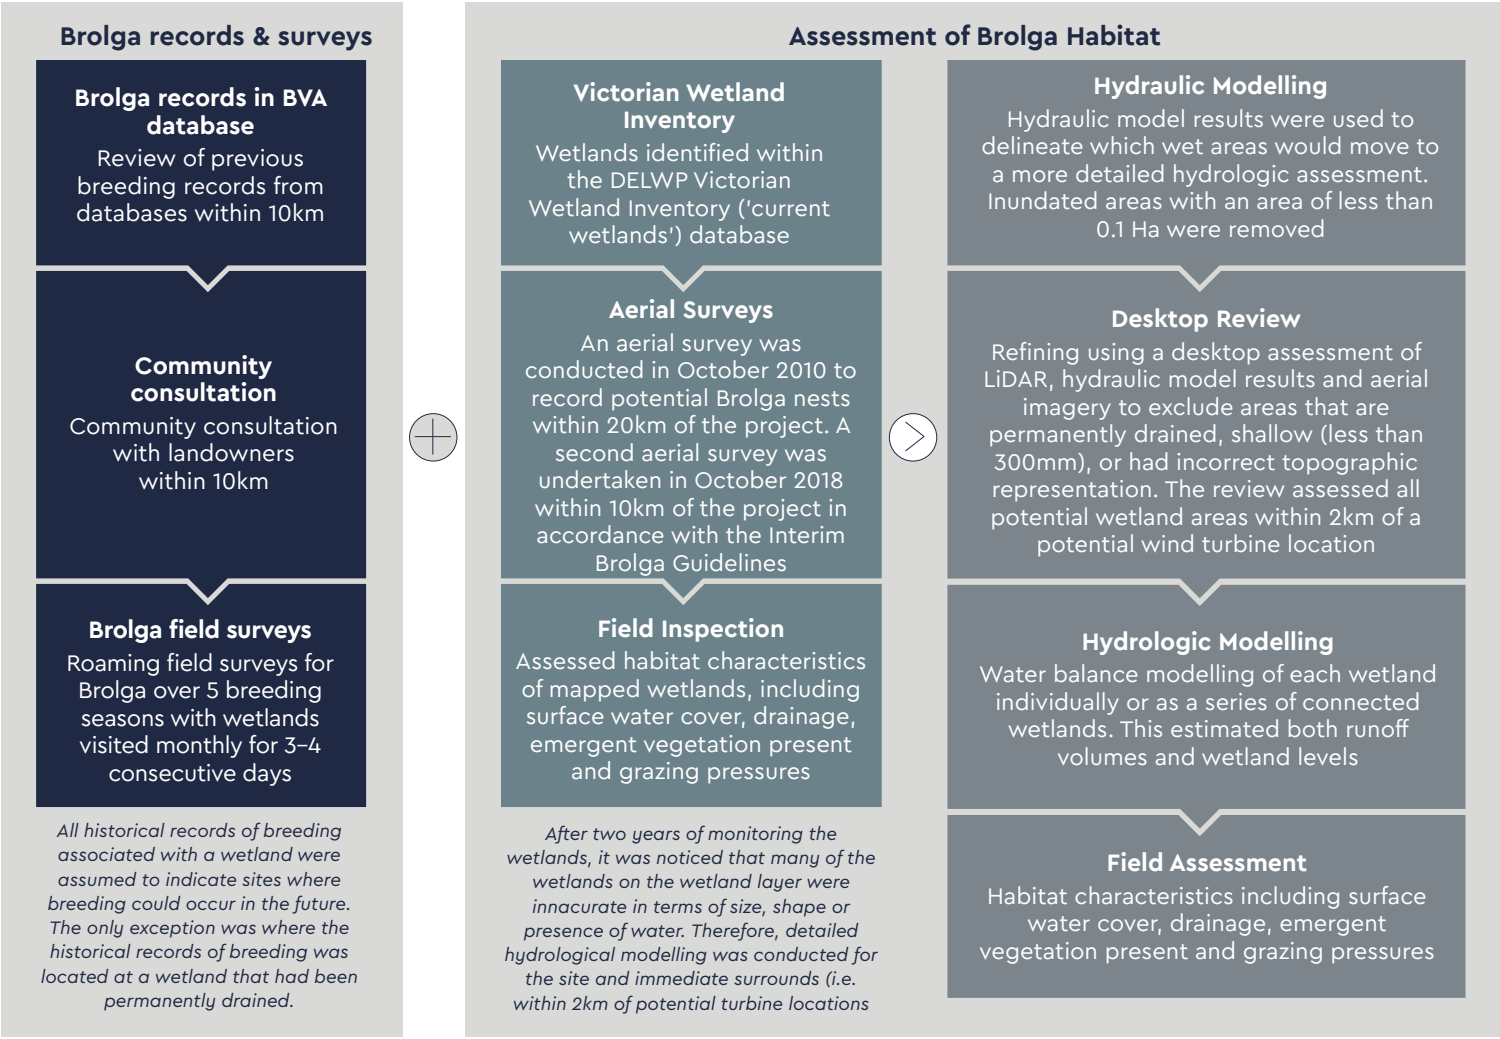 Brolga records & surveys
Brolga records in BVA
database
Review of previous
breeding records from
databases within 10km
Community
consultation
Community consultation
with landowners
within 10km
Brolga field surveys
Roaming field surveys for
Brolga over 5 breeding
seasons with wetlands
visited monthly for 3–4
consecutive days
All historical records of breeding
associated with a wetland were
assumed to indicate sites where
breeding could occur in the future.
The only exception was where the
historical records of breeding was
located at a wetland that had been
permanently drained.
Assessment of Brolga Habitat
Victorian Wetland
Inventory
Wetlands identified within
the DELWP Victorian
Wetland Inventory ('current
wetlands') database
Aerial Surveys
An aerial survey was
conducted in October 2010 to
record potential Brolga nests
within 20km of the project. A
second aerial survey was
undertaken in October 2018
within 10km of the project in
accordance with the Interim
Brolga Guidelines
Field Inspection
Assessed habitat characteristics
of mapped wetlands, including
surface water cover, drainage,
emergent vegetation present
and grazing pressures
After two years of monitoring the
wetlands, it was noticed that many of the
wetlands on the wetland layer were
innacurate in terms of size, shape or
presence of water. Therefore, detailed
hydrological modelling was conducted for
the site and immediate surrounds (i.e.
within 2km of potential turbine locations
Hydraulic Modelling
Hydraulic model results were used to
delineate which wet areas would move to
a more detailed hydrologic assessment.
Inundated areas with an area of less than
0.1 Ha were removed
Desktop Review
Refining using a desktop assessment of
LiDAR, hydraulic model results and aerial
imagery to exclude areas that are
permanently drained, shallow (less than
300mm), or had incorrect topographic
representation. The review assessed all
potential wetland areas within 2km of a
potential wind turbine location
Hydrologic Modelling
Water balance modelling of each wetland
individually or as a series of connected
wetlands. This estimated both runoff
volumes and wetland levels
Field Assessment
Habitat characteristics including surface
water cover, drainage, emergent
vegetation present and grazing pressures